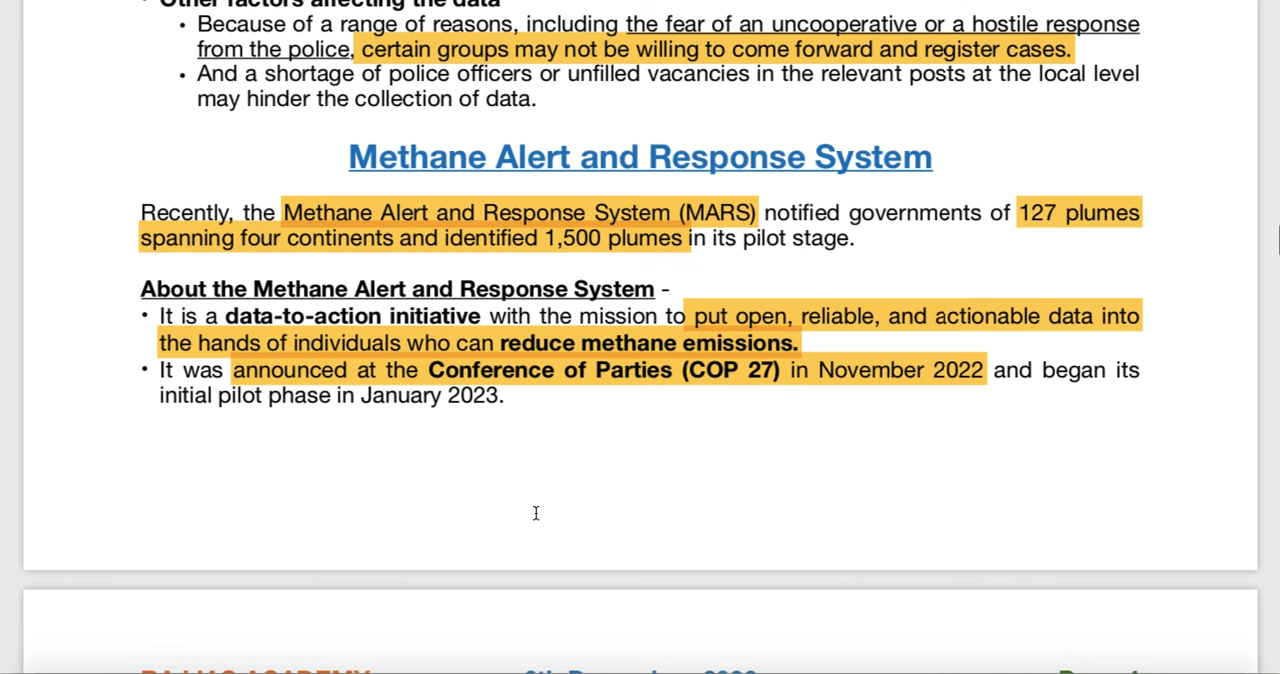 Other factors affecting the data
• Because of a range of reasons, including the fear of an uncooperative or a hostile response
from the police, certain groups may not be willing to come forward and register cases.
• And a shortage of police officers or unfilled vacancies in the relevant posts at the local level
may hinder the collection of data.
Methane Alert and Response System
Recently, the Methane Alert and Response System (MARS) notified governments of 127 plumes
spanning four continents and identified 1,500 plumes in its pilot stage.
About the Methane Alert and Response System -
• It is a data-to-action initiative with the mission to put open, reliable, and actionable data into
the hands of individuals who can reduce methane emissions.
• It was announced at the Conference of Parties (COP 27) in November 2022 and began its
initial pilot phase in January 2023.